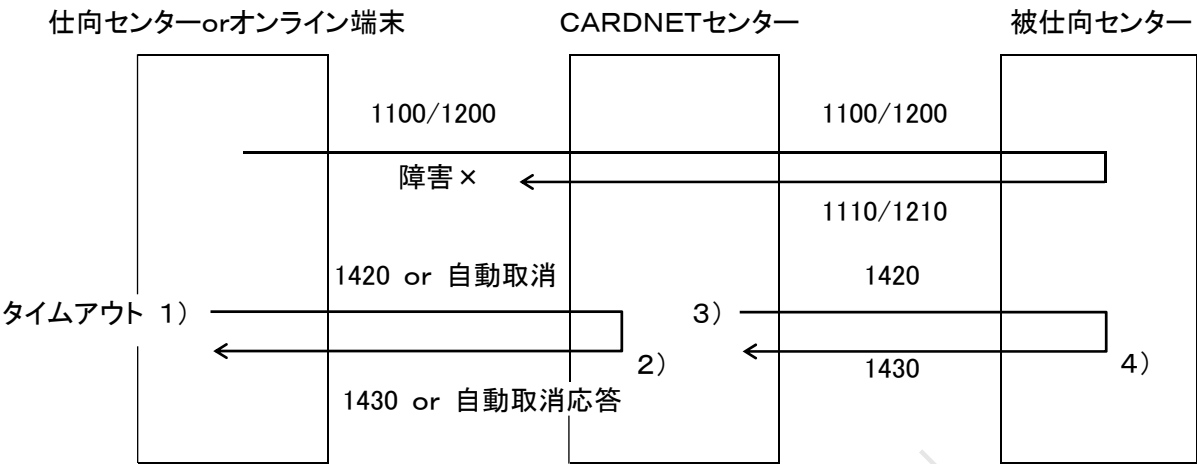 仕向センターorオンライン端末
CARDNETセンター
被仕向センター
1100/1200
1100/1200
障害×
1110/1210
1420 or 自動取消
1420
タイムアウト 1)
3)
2)
1430
4)
1430 or 自動取消応答